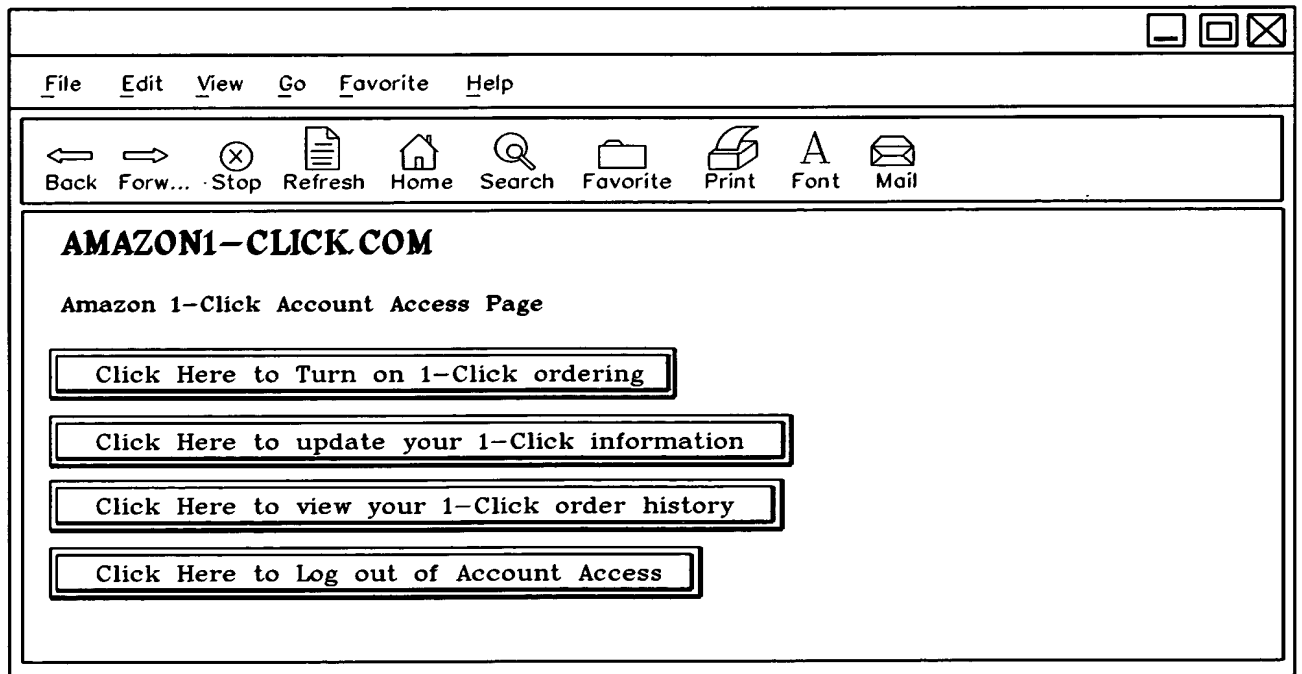 File Edit View Go Favorite Help
Back Forw... Stop Refresh Home Search Favorite Print Font Mail
AMAZON1-CLICK.COM
Amazon 1-Click Account Access Page
Click Here to Turn on 1-Click ordering
Click Here to update your 1-Click information
Click Here to view your 1-Click order history
Click Here to Log out of Account Access